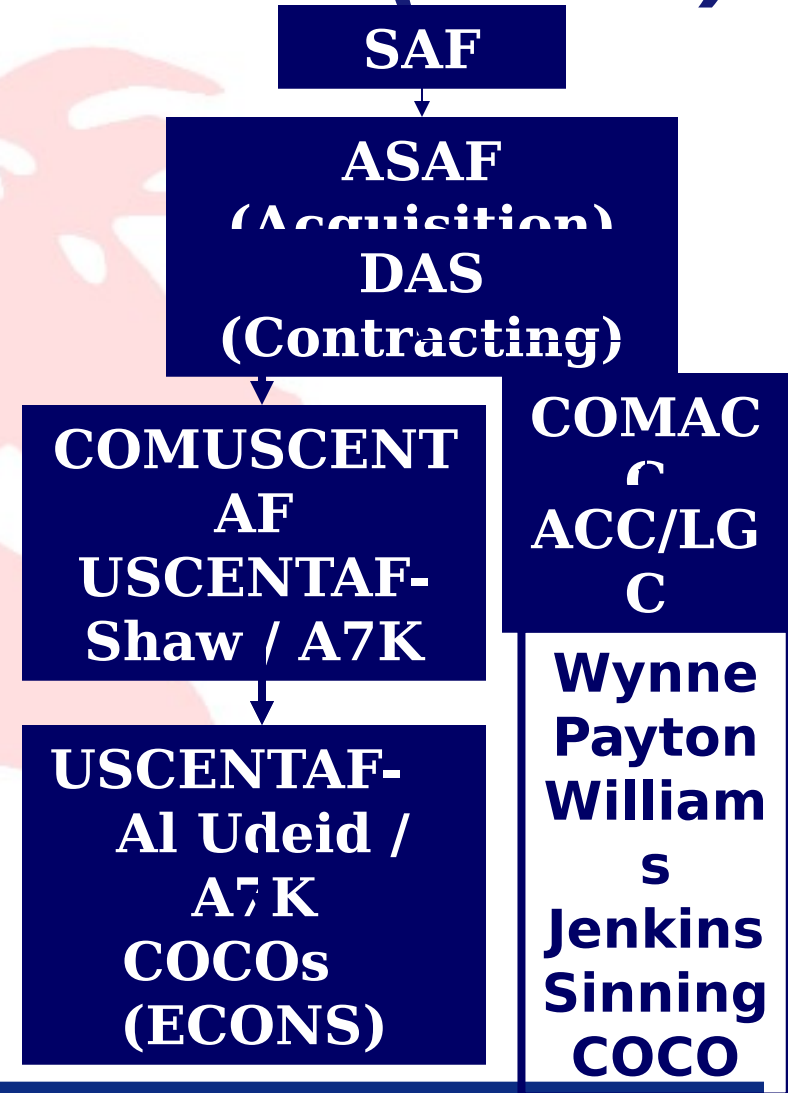 SAF
ASAF
(Acquisition)
DAS
(Contracting)
COMUSCENT
AF
USCENTAF-
Shaw / A7K
USCENTAF-
Al Udeid /
A7K
COCOs
(ECONS)
COMAC
C
ACC/LG
C
Wynne
Payton
William
s
Jenkins
Sinning
COCO